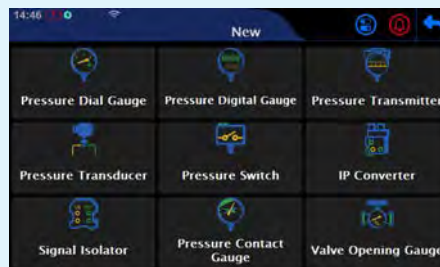 14:46
New
Pressure Dial Gauge
Pressure Digital Gauge
Pressure Transmitter
Pressure Transducer
Pressure Switch
IP Converter
Signal Isolator
Pressure Contact
Gauge
Valve Opening Gauge